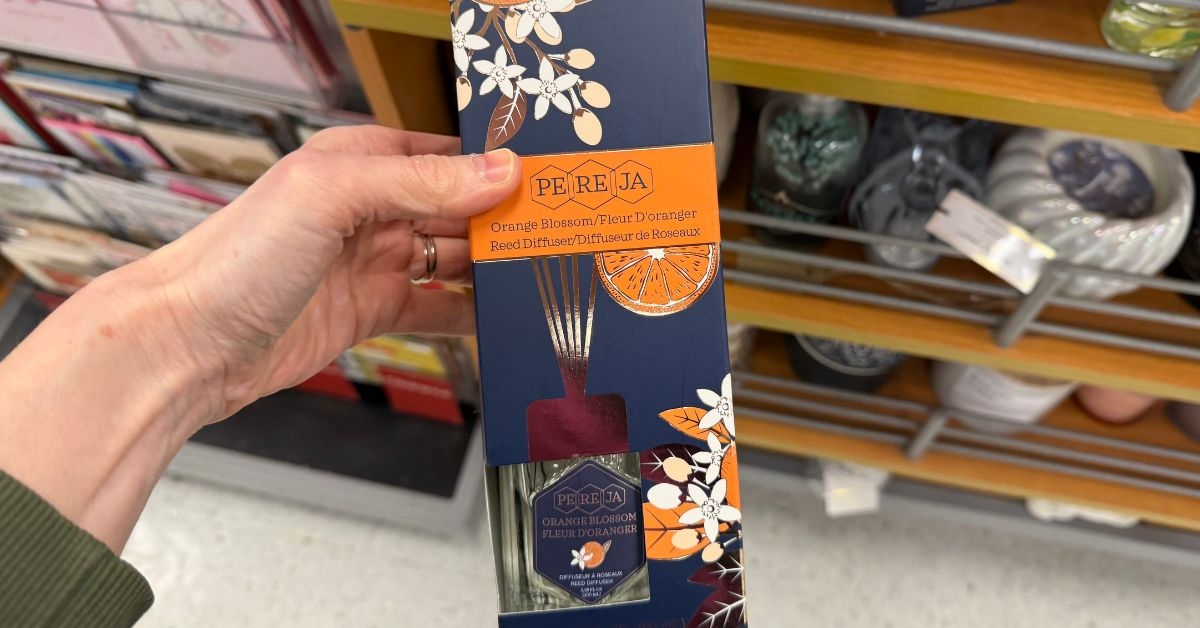 PE RE JA
Orange Blossom/Fleur D'oranger
Reed Diffuser/Diffuseur de Roseaux
PE RE JA
ORANGE BLOSSOM
FLEUR D'ORANGER
DIFFUSEUR À ROSEAUX
REED DIFFUSER